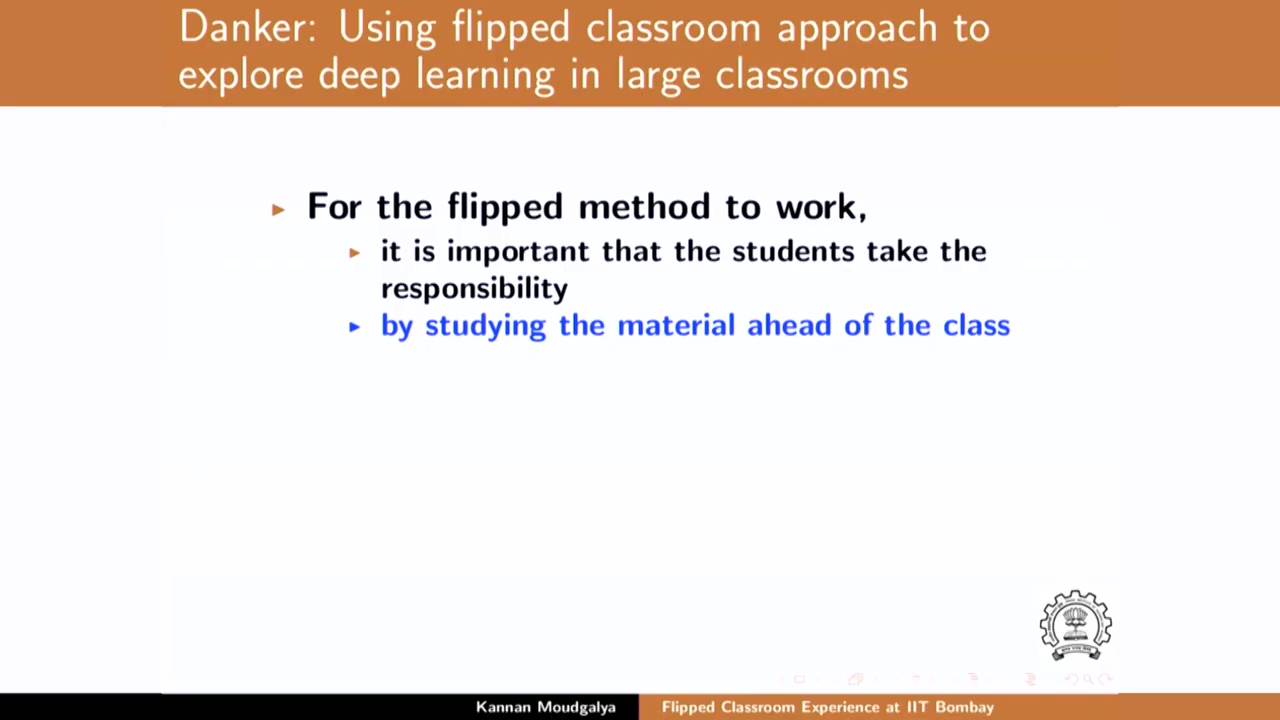 Danker: Using flipped classroom approach to
explore deep learning in large classrooms
For the flipped method to work,
it is important that the students take the
responsibility
by studying the material ahead of the class
Kannan Moudgalya
Flipped Classroom Experience at IIT Bombay